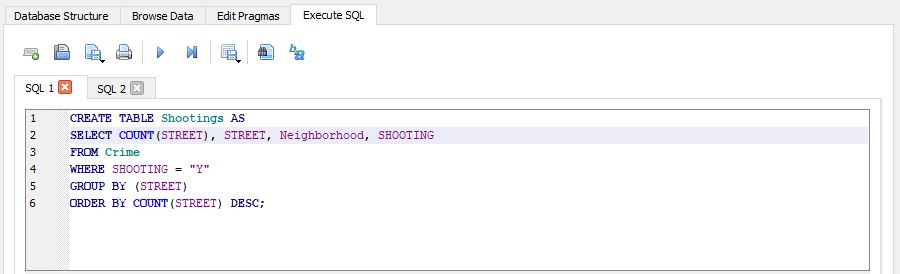 Database Structure Browse Data Edit Pragmas Execute SQL
SQL 1 SQL 2
1 CREATE TABLE Shootings AS
2 SELECT COUNT(STREET), STREET, Neighborhood, SHOOTING
3 FROM Crime
4 WHERE SHOOTING = "Y"
5 GROUP BY (STREET)
6 ORDER BY COUNT(STREET) DESC;